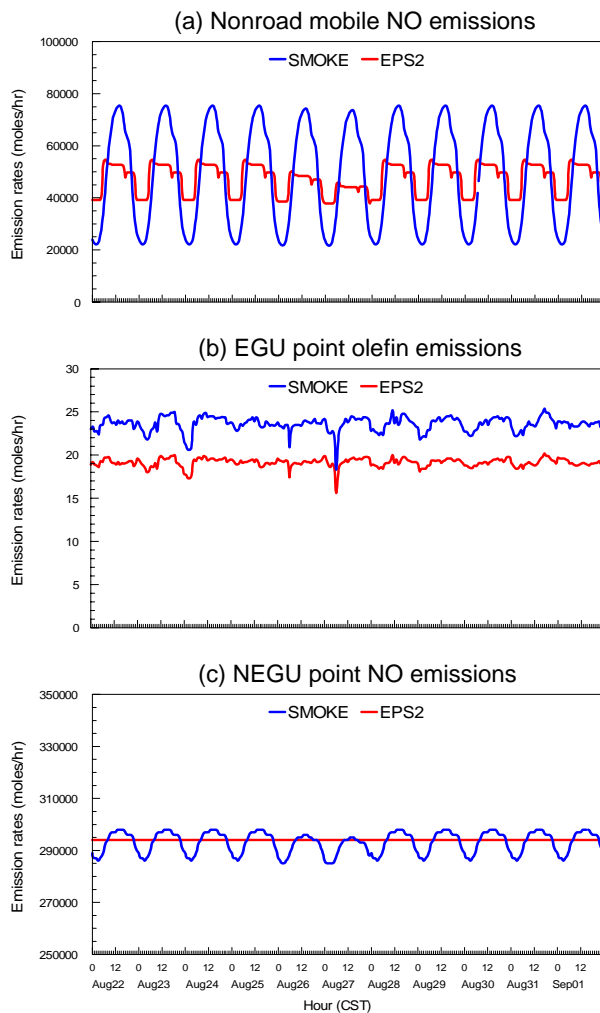 (a) Nonroad mobile NO emissions
100000
SMOKE EPS2
80000
60000
40000
20000
0
Emission rates (moles/hr)
(b) EGU point olefin emissions
30
SMOKE EPS2
25
20
15
10
5
0
Emission rates (moles/hr)
(c) NEGU point NO emissions
350000
SMOKE EPS2
330000
310000
290000
270000
250000
Emission rates (moles/hr)
0 12 0 12 0 12 0 12 0 12 0 12 0 12 0 12 0 12 0 12 0 12
Aug22 Aug23 Aug24 Aug25 Aug26 Aug27 Aug28 Aug29 Aug30 Aug31 Sep01
Hour (CST)